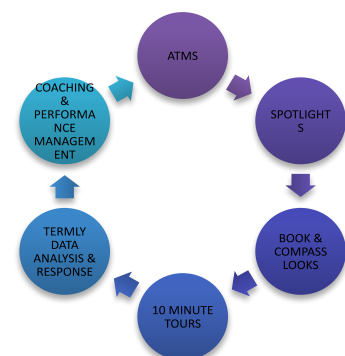 ATMS
SPOTLIGHT
S
BOOK &
COMPASS
LOOKS
10 MINUTE
TOURS
TERMLY
DATA
ANALYSIS &
RESPONSE
COACHING
&
PERFORMA
NCE
MANAGEM
ENT